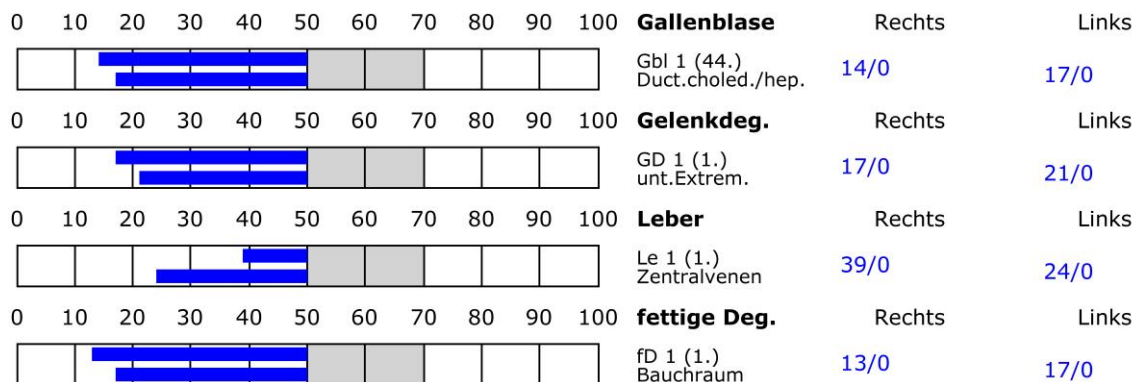 0 10 20 30 40 50 60 70 80 90 100 Gallenblase Rechts Links
Gbl 1 (44.) 14/0 17/0
Duct.choled./hep.
0 10 20 30 40 50 60 70 80 90 100 Gelenkdeg. Rechts Links
GD 1 (1.) 17/0 21/0
unt.Extrem.
0 10 20 30 40 50 60 70 80 90 100 Leber Rechts Links
Le 1 (1.) 39/0 24/0
Zentralvenen
0 10 20 30 40 50 60 70 80 90 100 fettige Deg. Rechts Links
fD 1 (1.) 13/0 17/0
Bauchraum